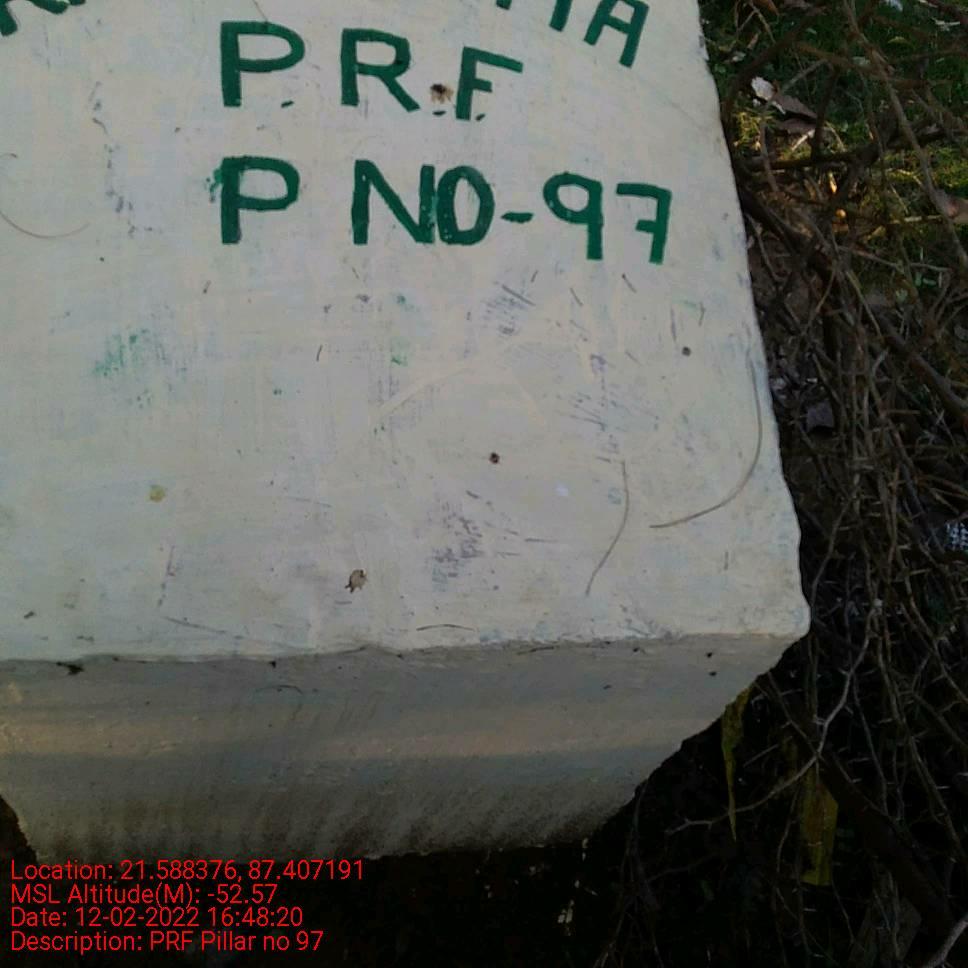 P.R.F
P NO-97
Location: 21.588376, 87.407191
MSL Altitude(M): -52.57
Date: 12-02-2022 16:48:20
Description: PRF Pillar no 97